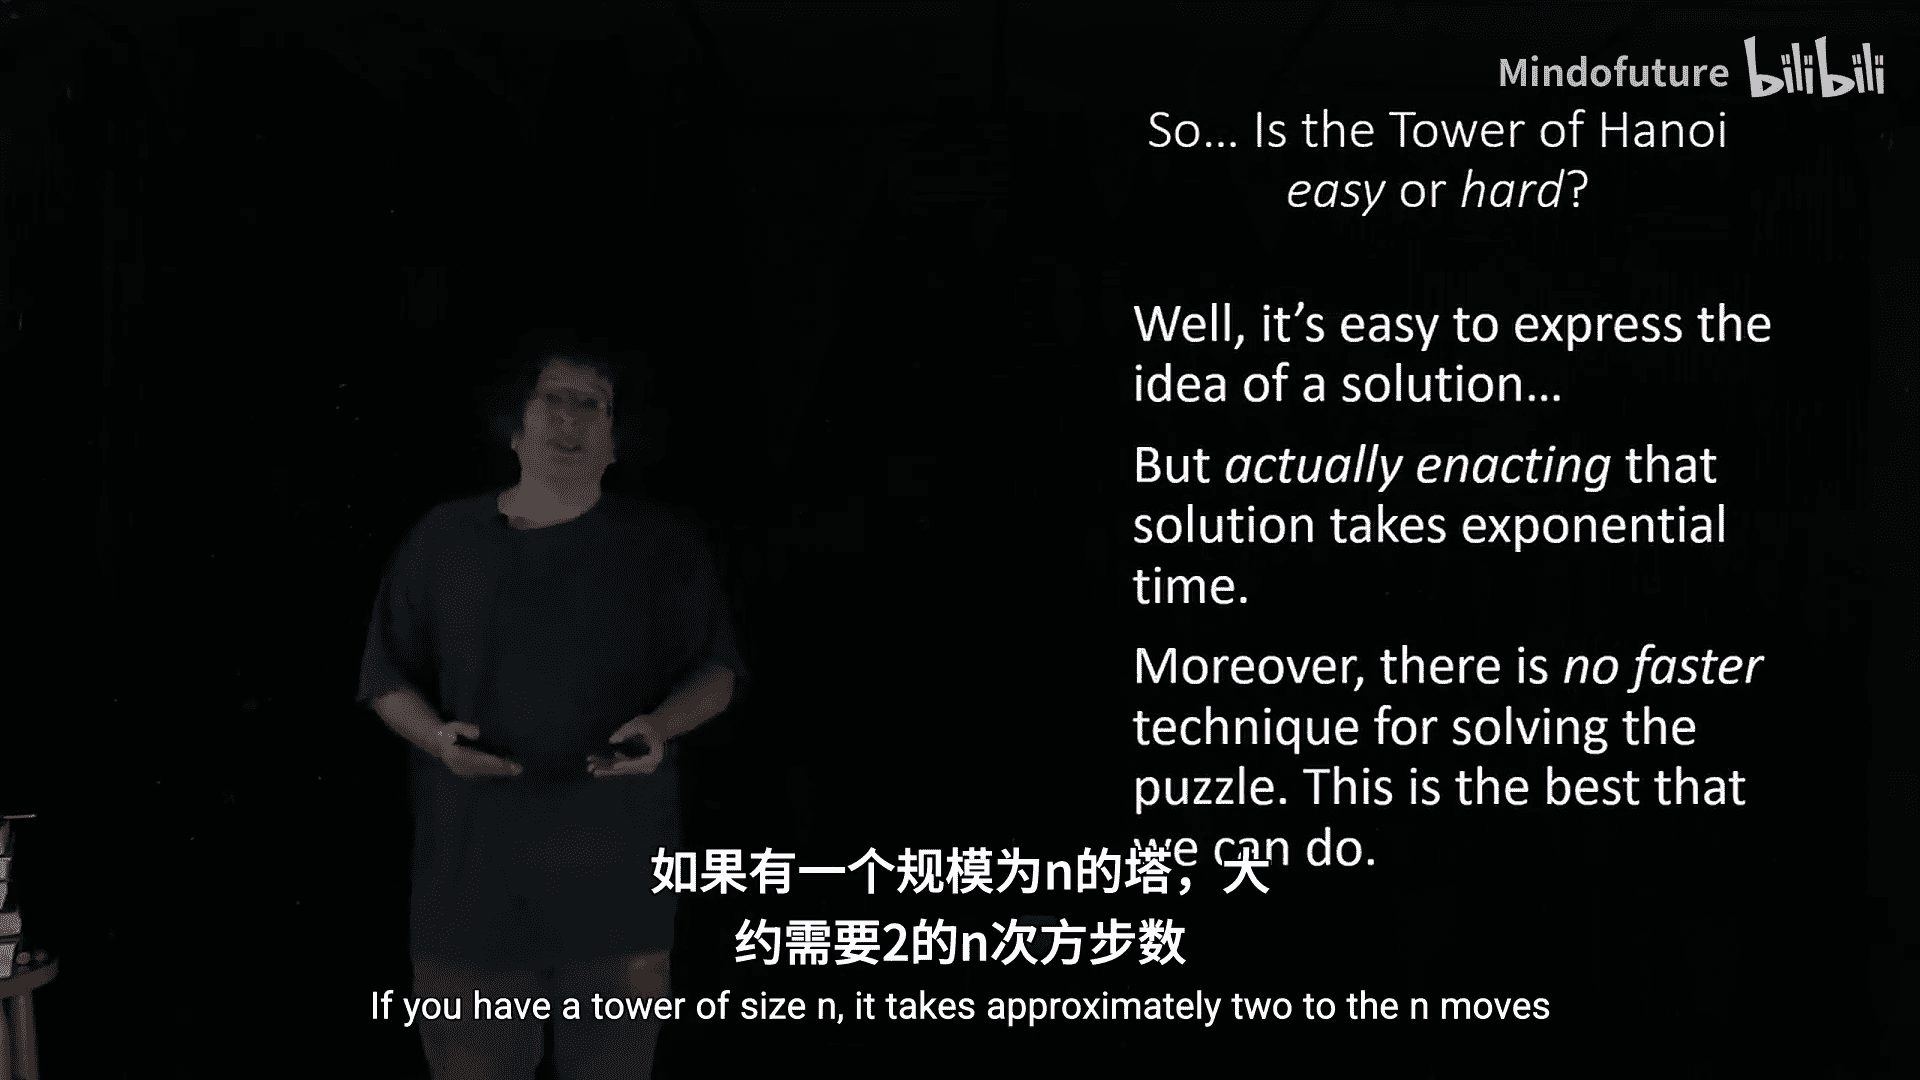 Mindofuture bilibili
So... Is the Tower of Hanoi
easy or hard?
Well, it's easy to express the
idea of a solution...
But actually enacting that
solution takes exponential
time.
Moreover, there is no faster
technique for solving the
puzzle. This is the best that
we can do.
如果有一个规模为n的塔，大
约需要2的n次方步数
If you have a tower of size n, it takes approximately two to the n moves